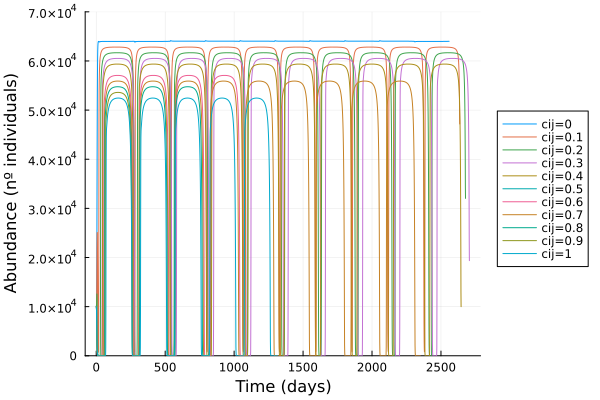 7.0×10⁴
6.0×10⁴
5.0×10⁴
4.0×10⁴
3.0×10⁴
2.0×10⁴
1.0×10⁴
0
Abundance (nº individuals)
0 500 1000 1500 2000 2500
Time (days)
cij=0
cij=0.1
cij=0.2
cij=0.3
cij=0.4
cij=0.5
cij=0.6
cij=0.7
cij=0.8
cij=0.9
cij=1